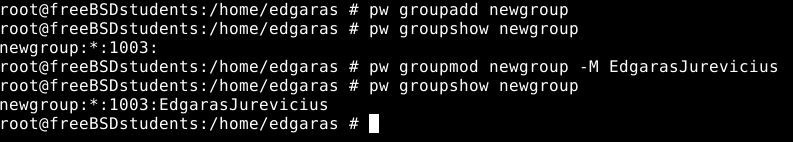 root@freeBSDstudents:/home/edgaras # pw groupadd newgroup
root@freeBSDstudents:/home/edgaras # pw groupshow newgroup
newgroup:*:1003:
root@freeBSDstudents:/home/edgaras # pw groupmod newgroup -M EdgarasJurevicius
root@freeBSDstudents:/home/edgaras # pw groupshow newgroup
newgroup:*:1003:EdgarasJurevicius
root@freeBSDstudents:/home/edgaras #